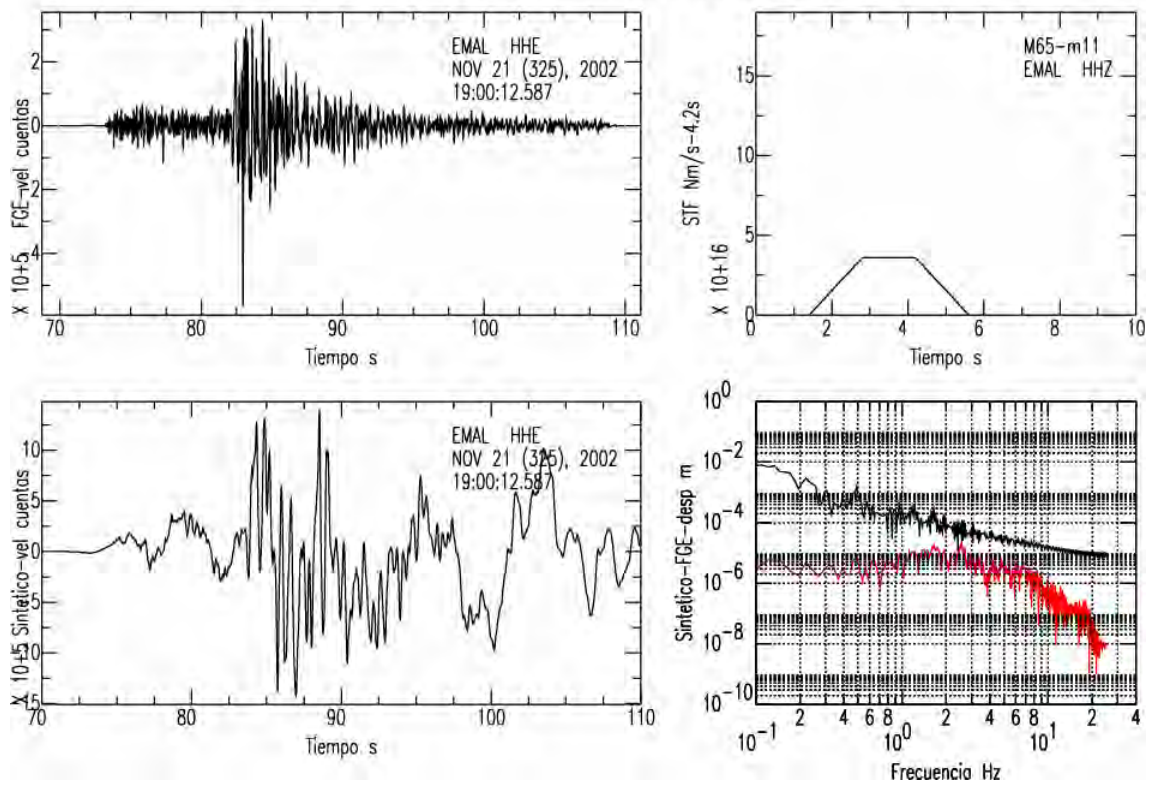 X 10+5 FGE-vel cuentas
2
0
2
4
EMAL HHE
NOV 21 (325), 2002
19:00:12.587
70 80 90 100 110
Tiempo s
X 10+16 STF Nm/s-4.2s
15
10
5
0
M65-m11
EMAL HHZ
0 2 4 6 8 10
Tiempo s
X 10+5 Sintetico-vel cuentas
10
5
0
5
10
15
EMAL HHE
NOV 21 (325), 2002
19:00:12.587
70 80 90 100 110
Tiempo s
Sintetico-FGE-desp m
10^0
10^-2
10^-4
10^-6
10^-8
10^-10
2 4 6 8 2 4 6 8 2 4
10^-1 10^0 10^1
Frecuencia Hz